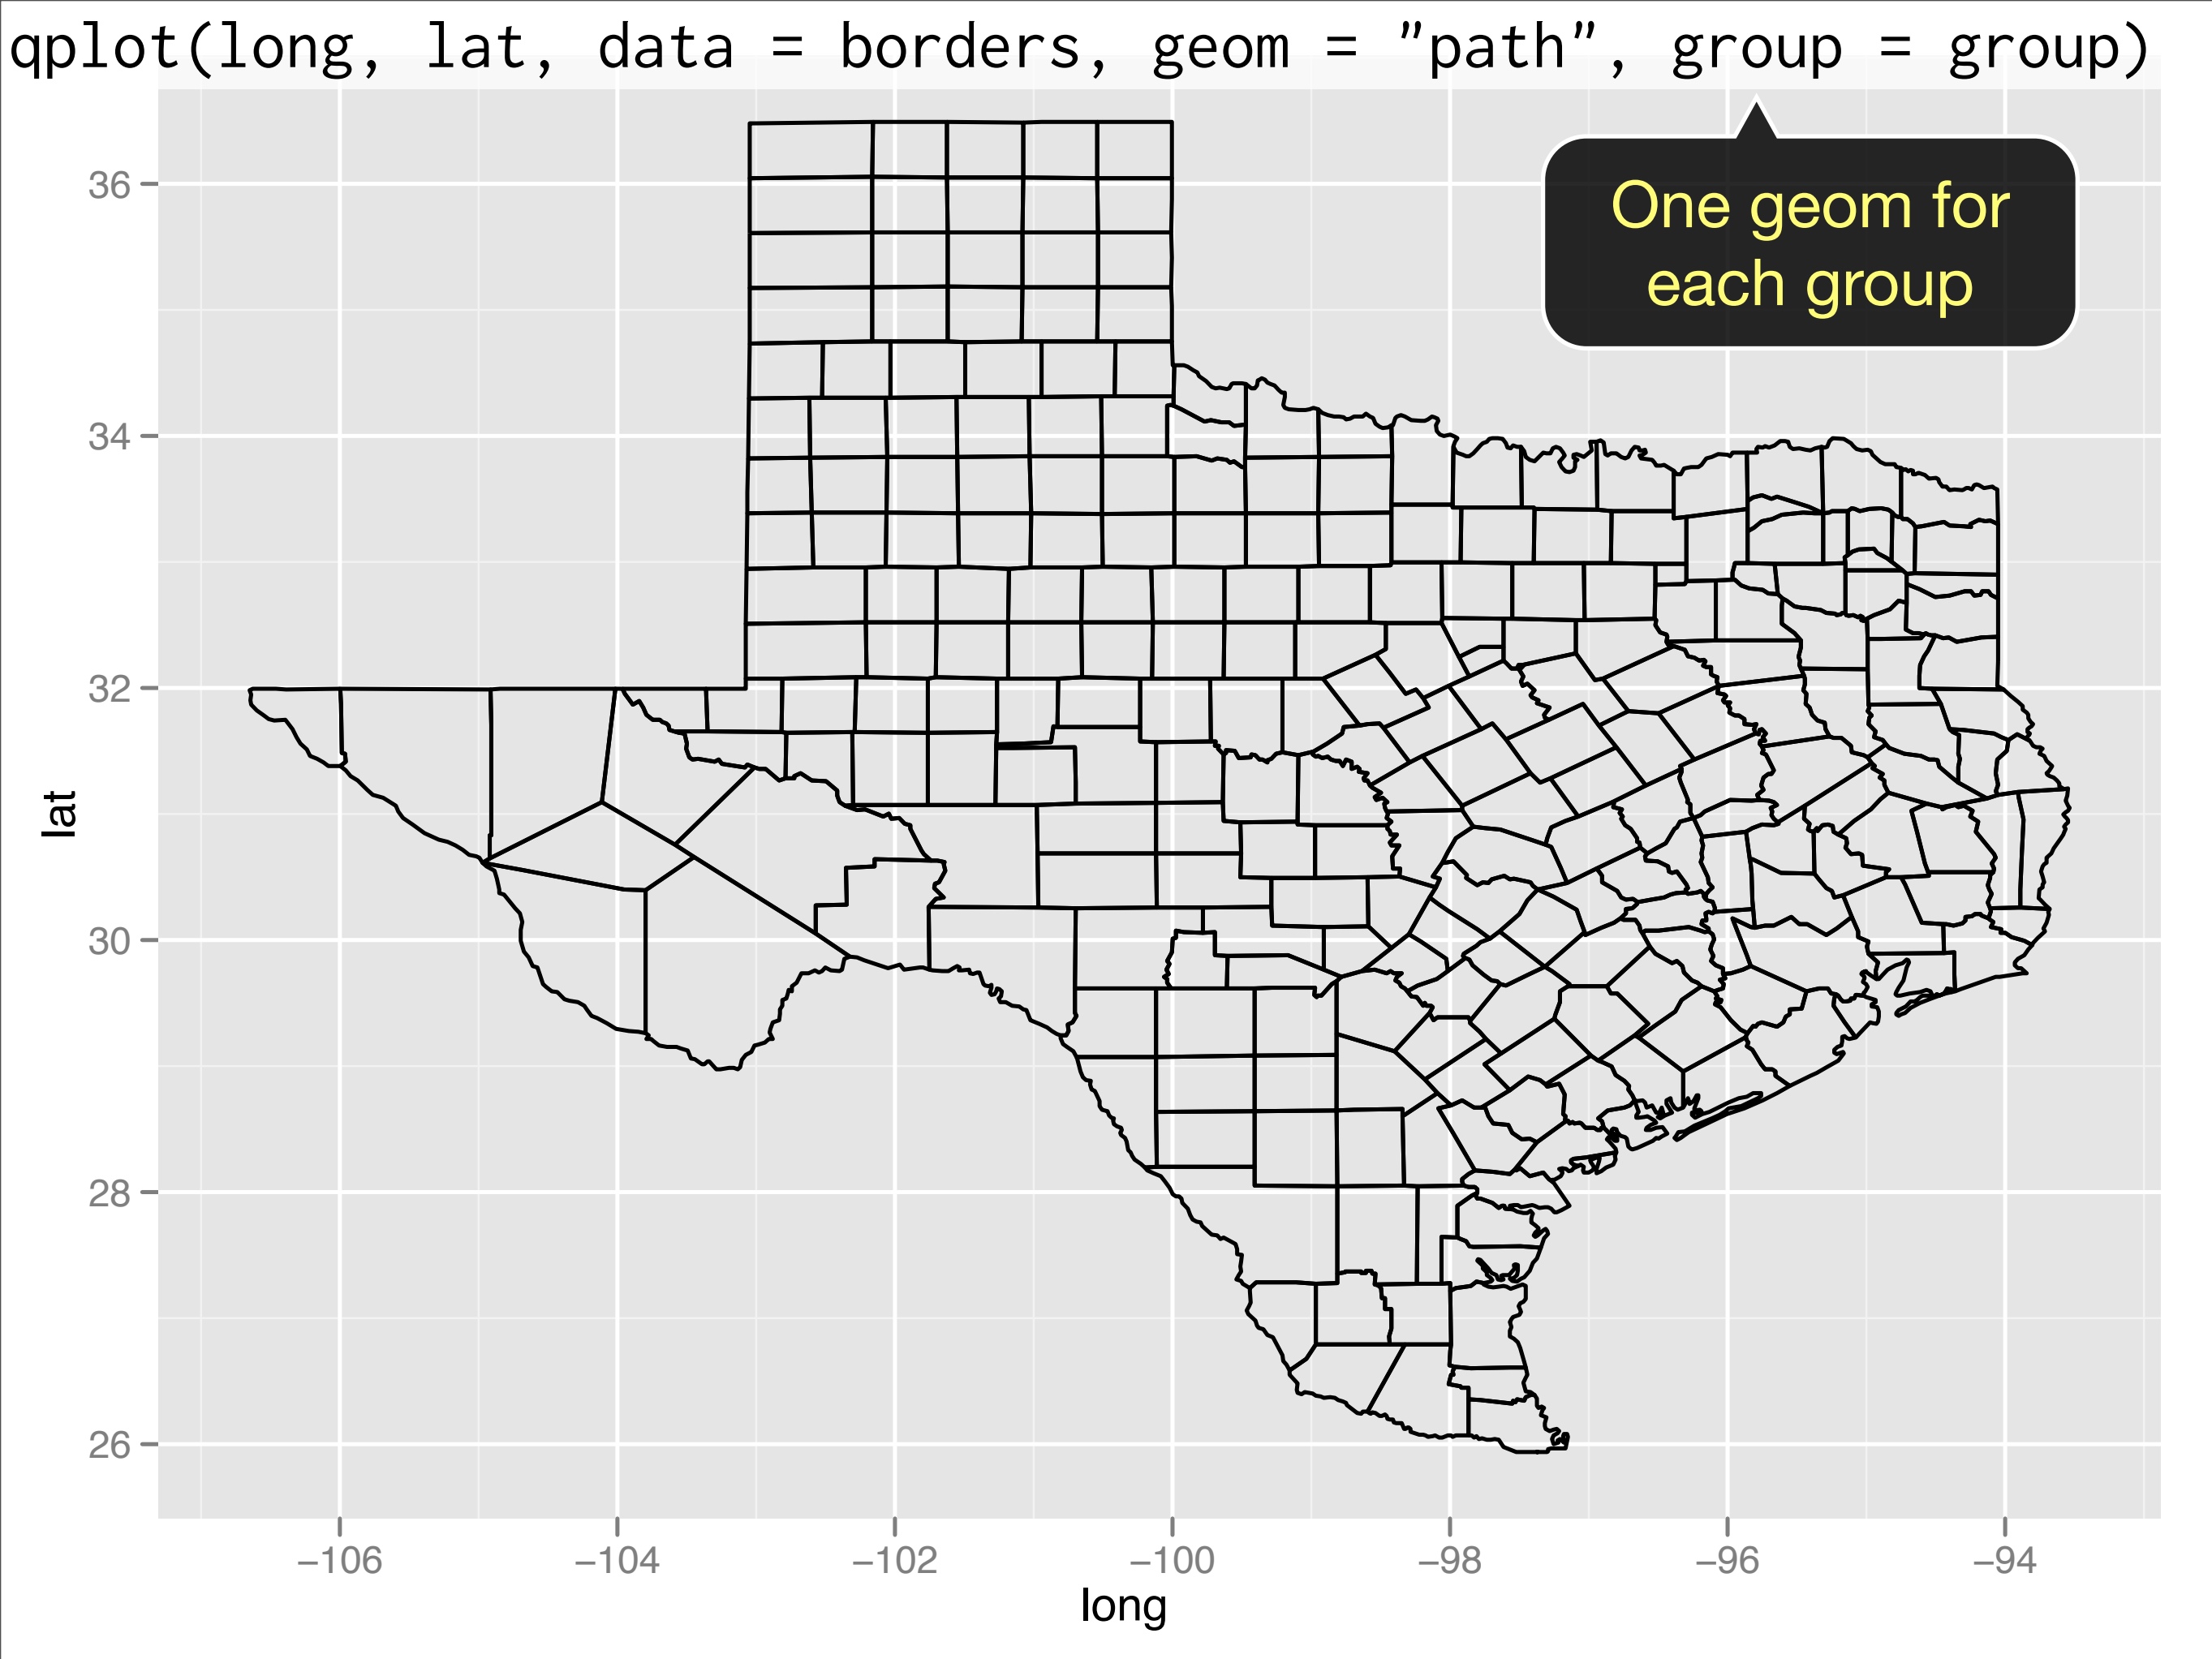 qplot(long, lat, data = borders, geom = "path", group = group)
One geom for
each group
36
34
32
30
28
26
lat
−106
−104
−102
−100
−98
−96
−94
long